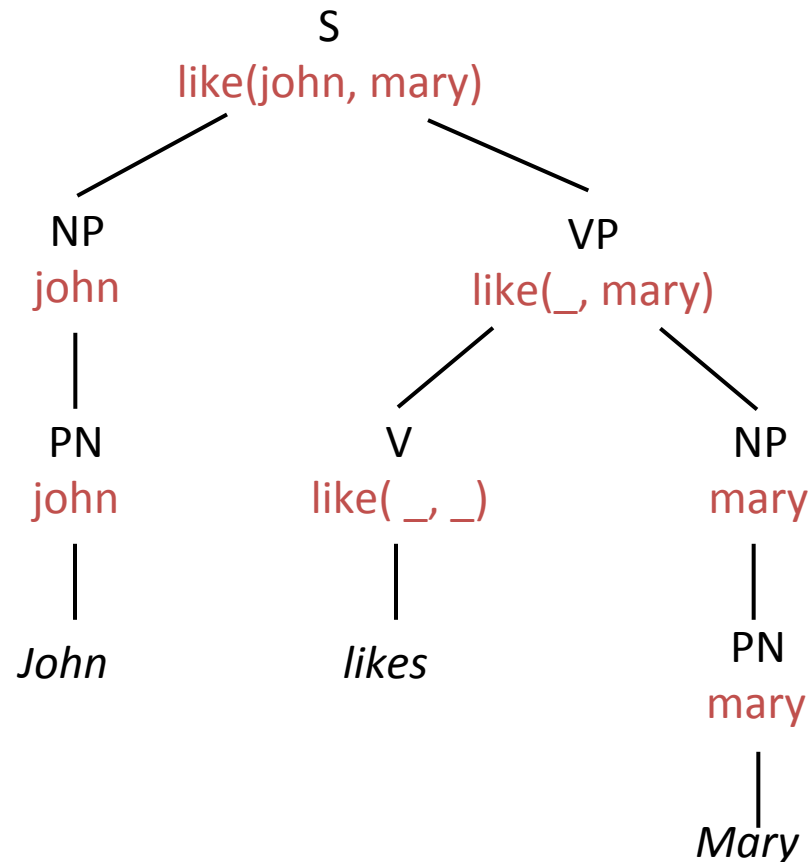 S
like(john, mary)
NP VP
john like(_, mary)
PN V NP
john like( _, _) mary
John likes PN
mary
Mary